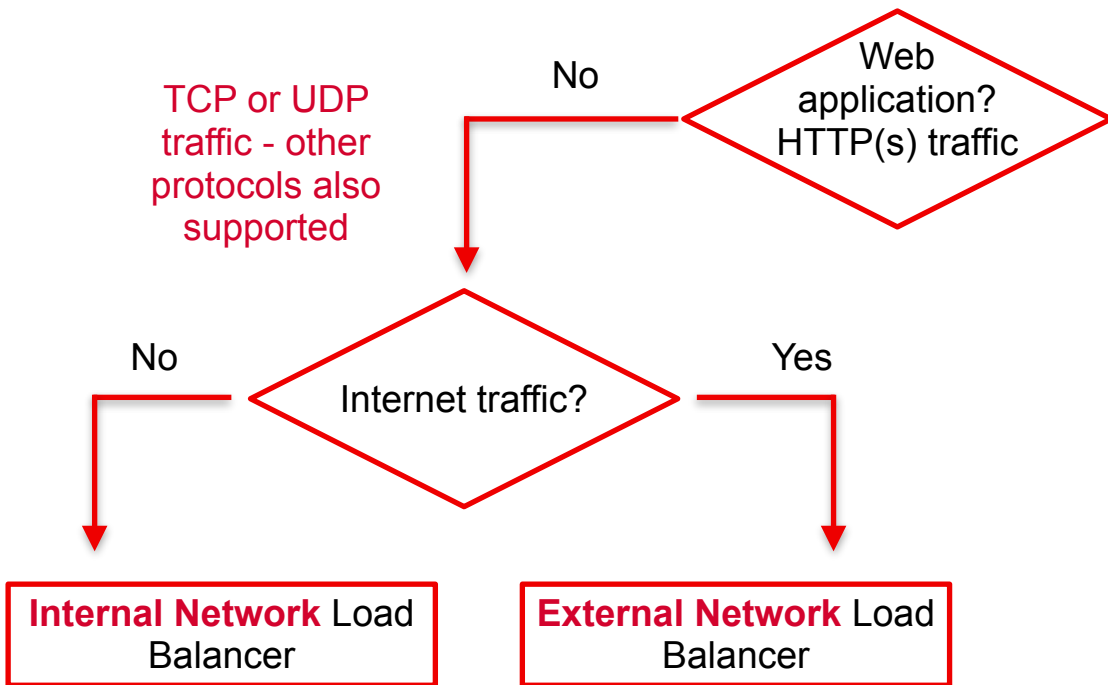 Web
application?
HTTP(s) traffic
No
TCP or UDP
traffic - other
protocols also
supported
No
Yes
Internet traffic?
Internal Network Load
Balancer
External Network Load
Balancer